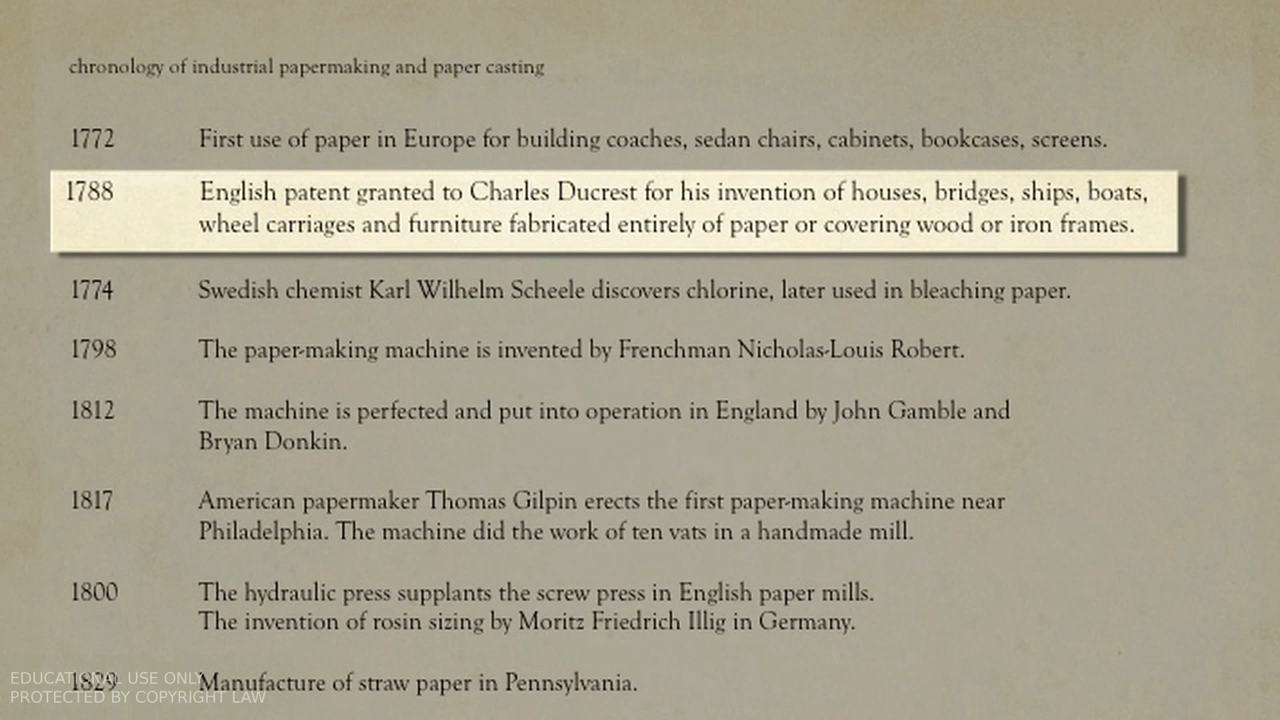 chronology of industrial papermaking and paper casting
1772 First use of paper in Europe for building coaches, sedan chairs, cabinets, bookcases, screens.
1788 English patent granted to Charles Ducrest for his invention of houses, bridges, ships, boats,
wheel carriages and furniture fabricated entirely of paper or covering wood or iron frames.
1774 Swedish chemist Karl Wilhelm Scheele discovers chlorine, later used in bleaching paper.
1798 The paper-making machine is invented by Frenchman Nicholas-Louis Robert.
1812 The machine is perfected and put into operation in England by John Gamble and
Bryan Donkin.
1817 American papermaker Thomas Gilpin erects the first paper-making machine near
Philadelphia. The machine did the work of ten vats in a handmade mill.
1800 The hydraulic press supplants the screw press in English paper mills.
The invention of rosin sizing by Moritz Friedrich Illig in Germany.
1829 Manufacture of straw paper in Pennsylvania.
EDUCATIONAL USE ONLY
PROTECTED BY COPYRIGHT LAW